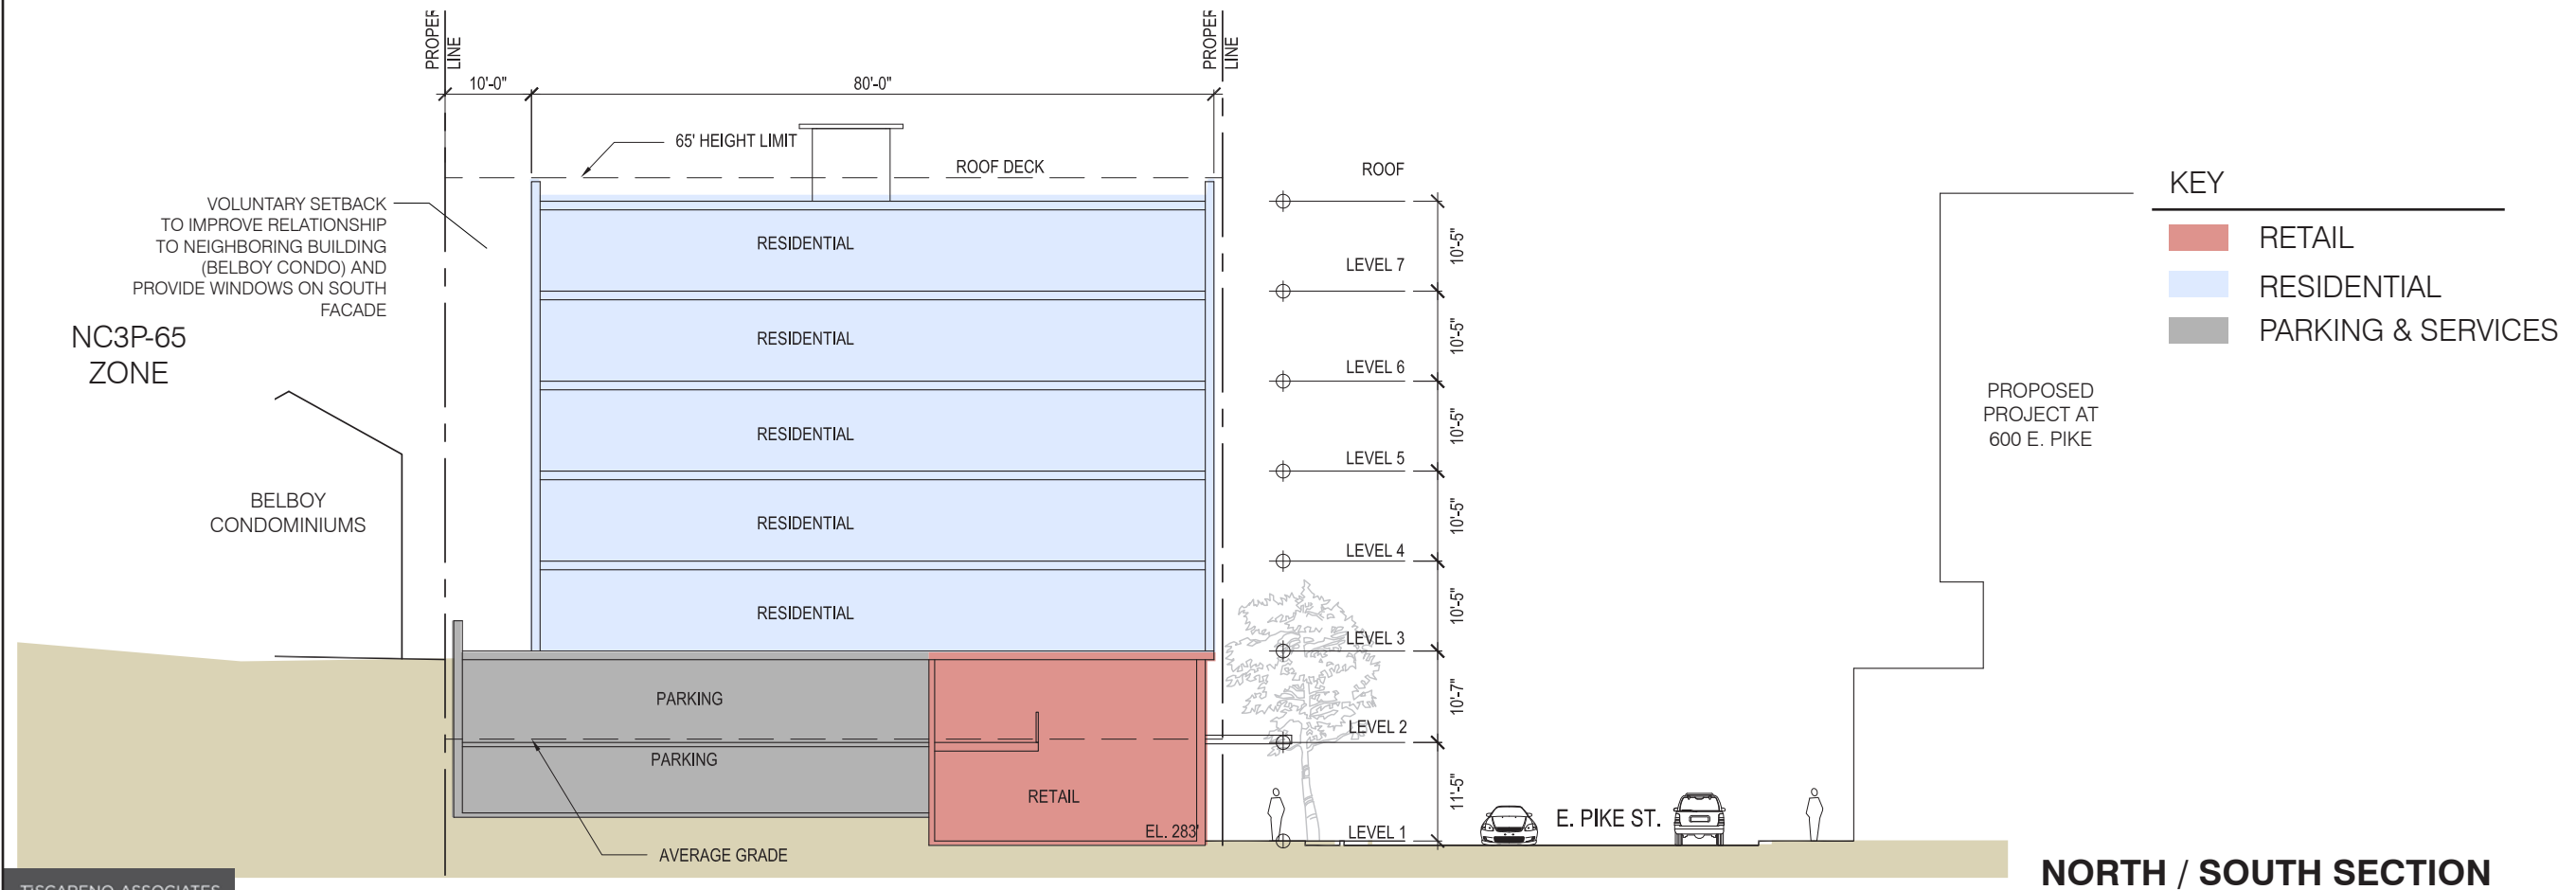 PROPER
LINE
PROPER
LINE
10'-0"
80'-0"
65' HEIGHT LIMIT
ROOF DECK
VOLUNTARY SETBACK
TO IMPROVE RELATIONSHIP
TO NEIGHBORING BUILDING
(BELBOY CONDO) AND
PROVIDE WINDOWS ON SOUTH
FACADE
NC3P-65
ZONE
BELBOY
CONDOMINIUMS
RESIDENTIAL
RESIDENTIAL
RESIDENTIAL
RESIDENTIAL
RESIDENTIAL
PARKING
PARKING
RETAIL
EL. 283'
AVERAGE GRADE
ROOF
LEVEL 7
LEVEL 6
LEVEL 5
LEVEL 4
LEVEL 3
LEVEL 2
LEVEL 1
10'-5"
10'-5"
10'-5"
10'-5"
10'-5"
10'-7"
11'-5"
E. PIKE ST.
PROPOSED
PROJECT AT
600 E. PIKE
KEY
RETAIL
RESIDENTIAL
PARKING & SERVICES
NORTH / SOUTH SECTION